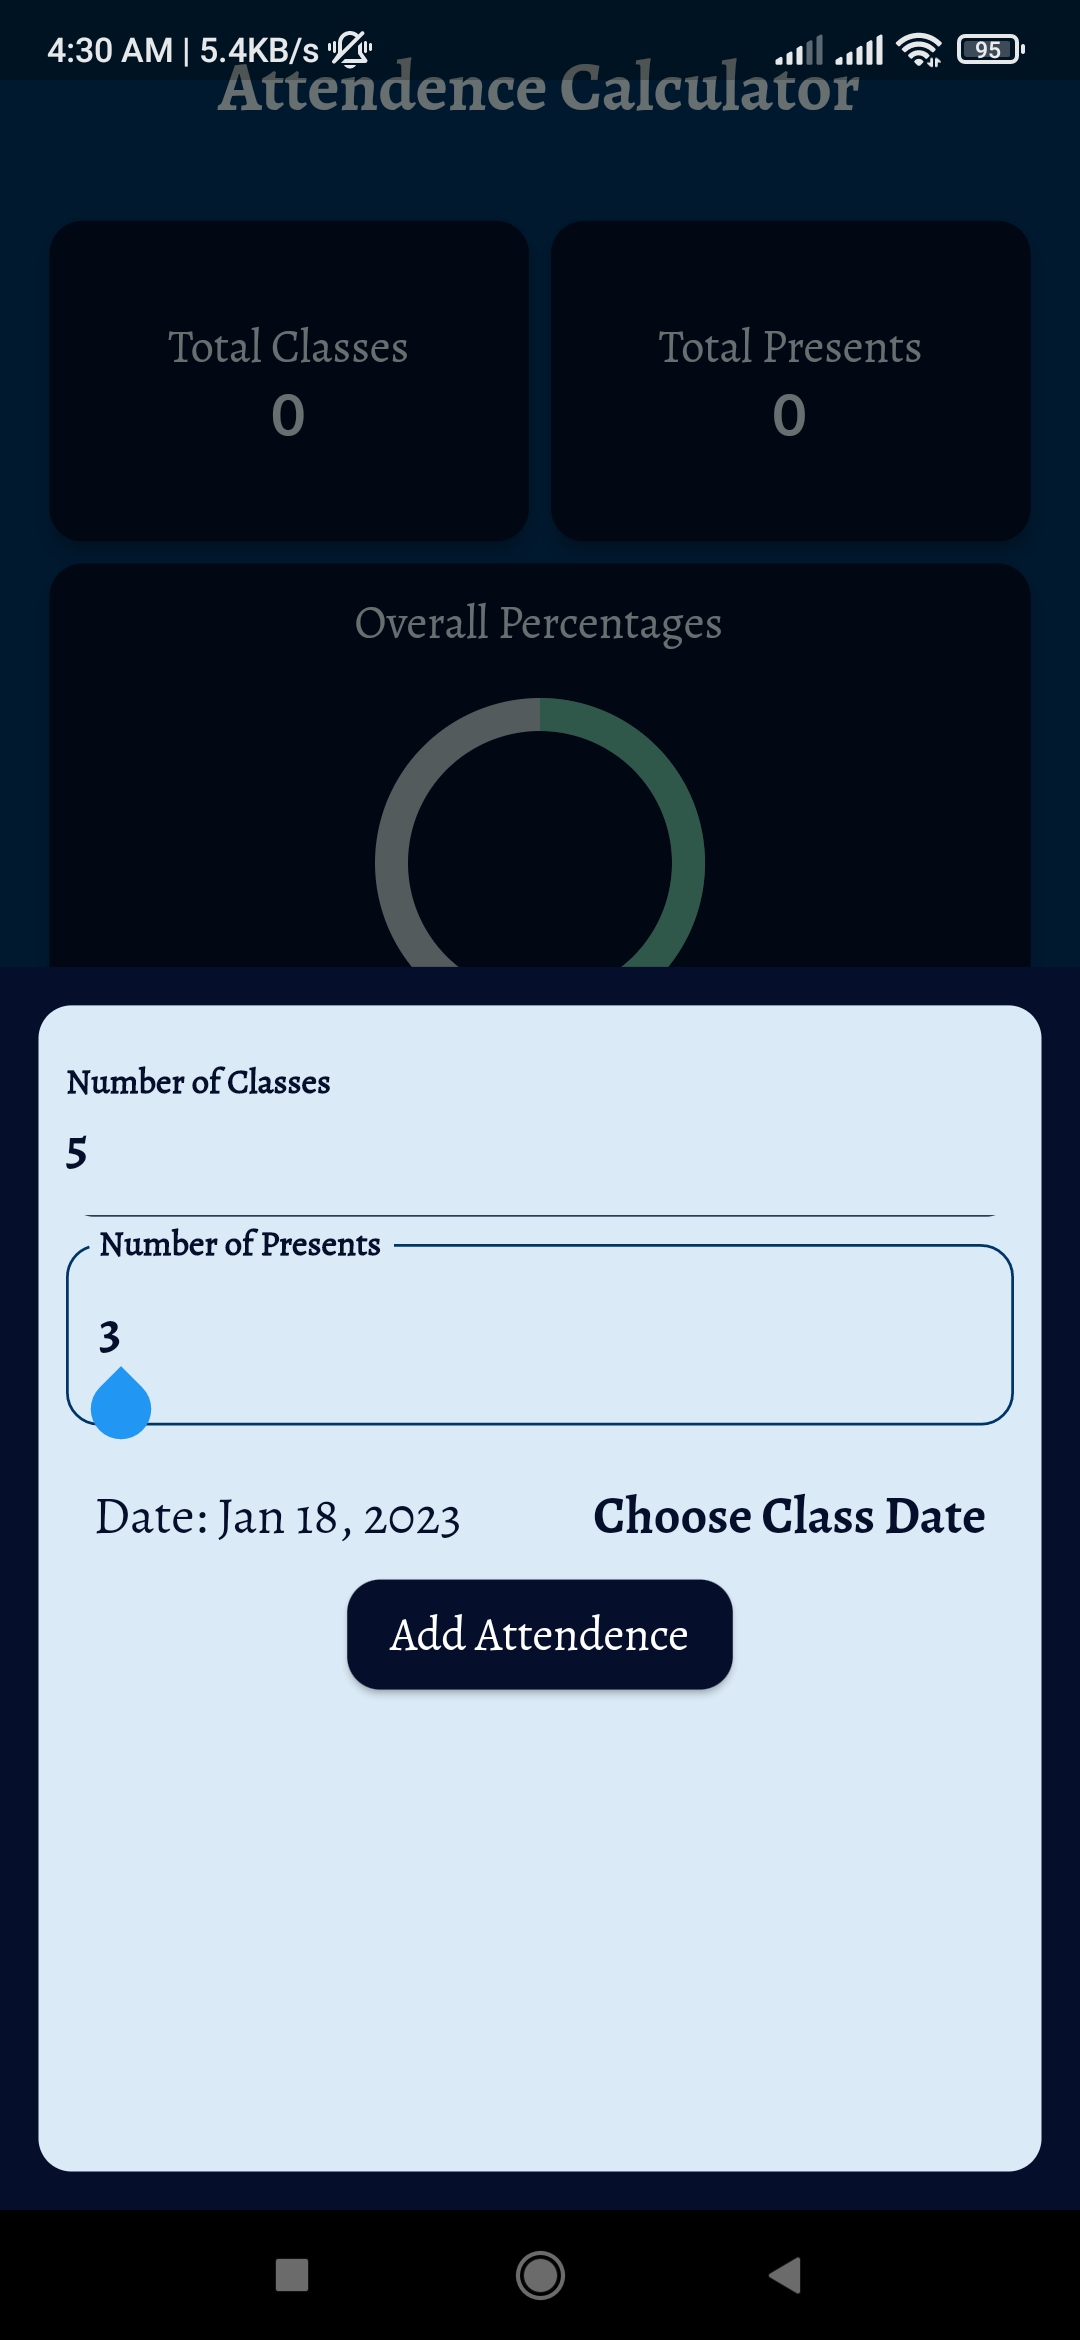 4:30 AM | 5.4KB/s
95
Attendence Calculator
Total Classes
0
Total Presents
0
Overall Percentages
Number of Classes
5
Number of Presents
3
Date: Jan 18, 2023
Choose Class Date
Add Attendence